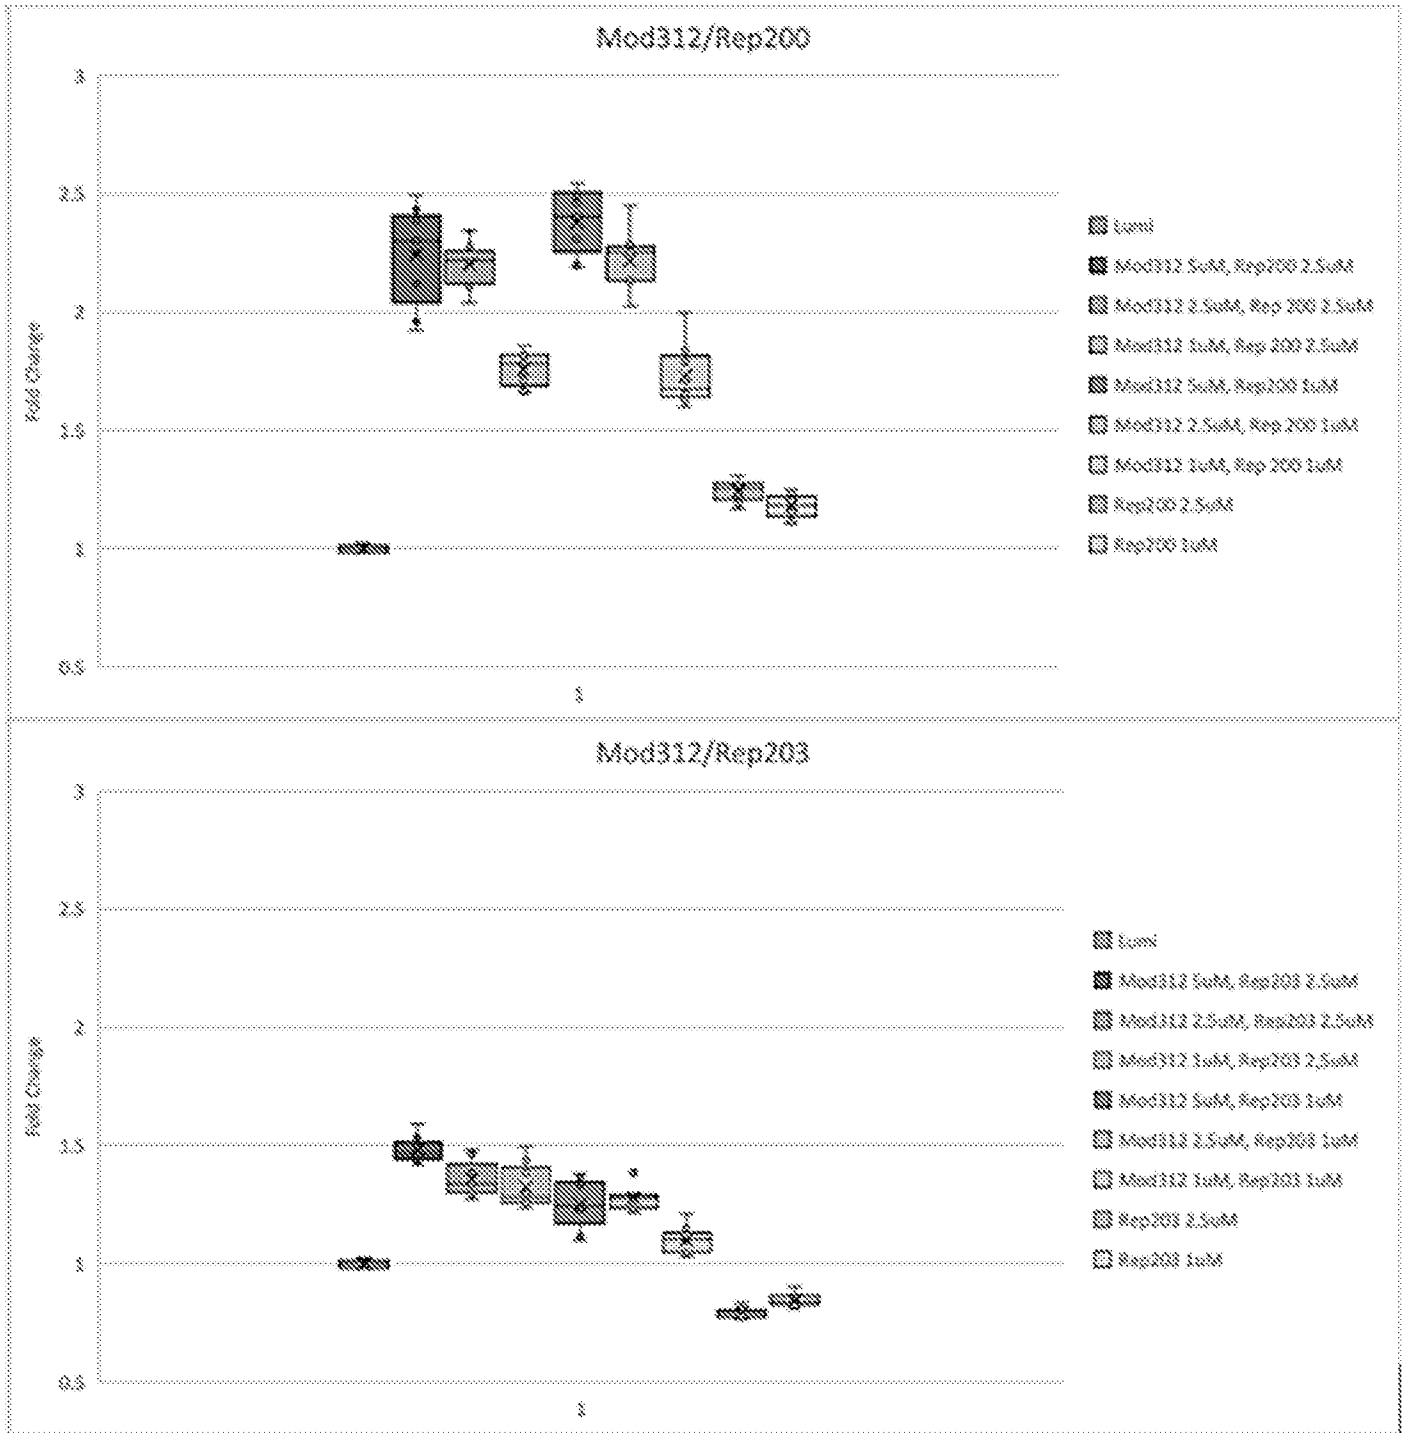 Mod312/Rep200
3
2.5
2
1.5
1
0.5
Fold Change
1
Lumi
Mod312 5uM, Rep200 2.5uM
Mod312 2.5uM, Rep 200 2.5uM
Mod312 1uM, Rep 200 2.5uM
Mod312 5uM, Rep200 1uM
Mod312 2.5uM, Rep 200 1uM
Mod312 1uM, Rep 200 1uM
Rep200 2.5uM
Rep200 1uM
Mod312/Rep203
3
2.5
2
1.5
1
0.5
Fold Change
1
Lumi
Mod312 5uM, Rep203 2.5uM
Mod312 2.5uM, Rep203 2.5uM
Mod312 1uM, Rep203 2.5uM
Mod312 5uM, Rep203 1uM
Mod312 2.5uM, Rep203 1uM
Mod312 1uM, Rep203 1uM
Rep203 2.5uM
Rep203 1uM